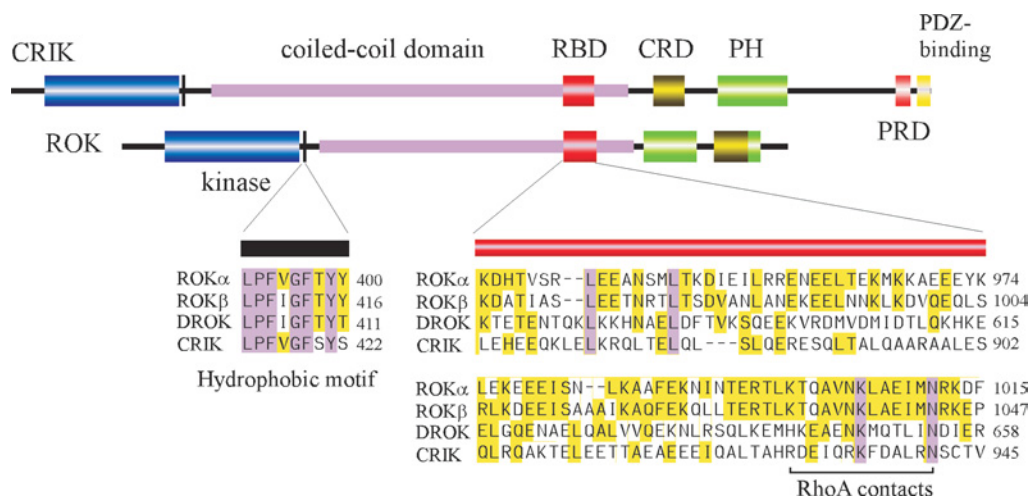 CRIK
coiled-coil domain
RBD
CRD
PH
PDZ-
binding
ROK
kinase
PRD
ROKα LPFVGFTYY 400
ROKβ LPFIGFTYY 416
DROK LPFIGFTYT 411
CRIK LPFVGFSYS 422
Hydrophobic motif
ROKα KDHTVSR--LEEANSMLTKDIEILRRENEELTEKMKKAEEEYK 974
ROKβ KDATIAS--LEETNRTLTSDVANLANEKEELNNKLKDVQEQLS 1004
DROK KTETENTQKLKKHNAELDFTVKSQEEKVRDMVDMIDTLQKHKE 615
CRIK LEHEEQKLELKRQLTELQL---SLQERESQLTALQAARAALES 902
ROKα LEKEEEISN--LKAAFEKNINTERTLKTQAVNKLAEIMNRKDF 1015
ROKβ RLKDEEISAAAIKAQFEKQLLTERTLKTQAVNKLAEIMNRKEP 1047
DROK ELGQENAELQALVVQEKNLRSQLKEMHKEAENKMQTLINDIER 658
CRIK QLRQAKTELEETTAEAEEEIQALTAHRDEIQRKFDALRNSCTV 945
RhoA contacts